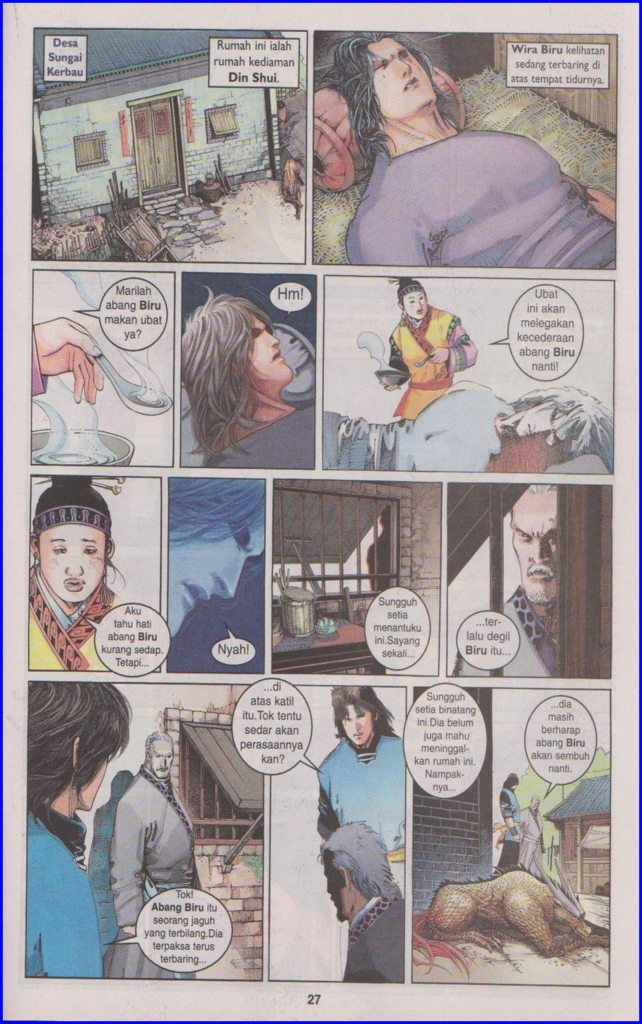 Desa
Sungai
Kerbau
Rumah ini ialah
rumah kediaman
Din Shui.
Wira Biru kelihatan
sedang terbaring di
atas tempat tidurnya.
Marilah
abang Biru
makan ubat
ya?
Hm!
Ubat
ini akan
melegakan
kecederaan
abang Biru
nanti!
Aku
tahu hati
abang Biru
kurang sedap.
Tetapi...
Nyah!
Sungguh
setia
menantuku
ini.Sayang
sekali...
...ter-
lalu degil
Biru itu...
Tok!
Abang Biru itu
seorang jaguh
yang terbilang.Dia
terpaksa terus
terbaring...
...di
atas katil
itu.Tok tentu
sedar akan
perasaannya
kan?
Sungguh
setia binatang
ini.Dia belum
juga mahu
meninggal-
kan rumah ini.
Nampak-
nya...
...dia
masih
berharap
abang Biru
akan sembuh
nanti.
27